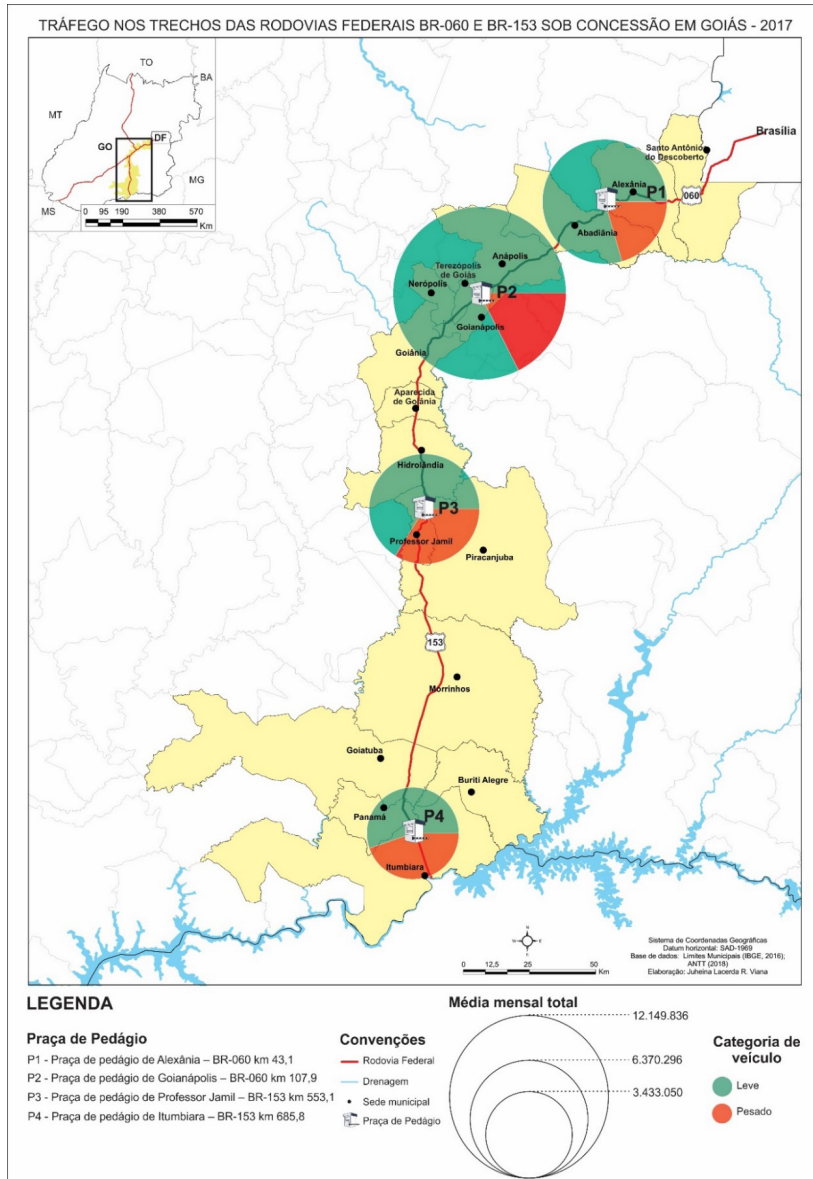 TRÁFEGO NOS TRECHOS DAS RODOVIAS FEDERAIS BR-060 E BR-153 SOB CONCESSÃO EM GOIÁS - 2017
TO
BA
MT
DF
GO
MG
MS
0 95 190 380 570
Km
Brasília
Santo Antônio
do Descoberto
Alexânia
P1
060
Abadiânia
Anápolis
Terezópolis
de Goiás
Nerópolis
P2
Goianápolis
Goiânia
Aparecida
de Goiânia
Hidrolândia
P3
Professor Jamil
Piracanjuba
153
Morrinhos
Goiatuba
Buriti Alegre
Panamá
P4
Itumbiara
N
W
E
S
0 12,5 25 50
Km
Sistema de Coordenadas Geográficas
Datum horizontal: SAD-1969
Base de dados: Limites Municipais (IBGE, 2016);
ANTT (2018)
Elaboração: Juheina Lacerda R. Viana
LEGENDA
Praça de Pedágio
P1 - Praça de pedágio de Alexânia – BR-060 km 43,1
P2 - Praça de pedágio de Goianápolis – BR-060 km 107,9
P3 - Praça de pedágio de Professor Jamil – BR-153 km 553,1
P4 - Praça de pedágio de Itumbiara – BR-153 km 685,8
Convenções
Rodovia Federal
Drenagem
Sede municipal
Praça de Pedágio
Média mensal total
12.149.836
6.370.296
3.433.050
Categoria de
veículo
Leve
Pesado